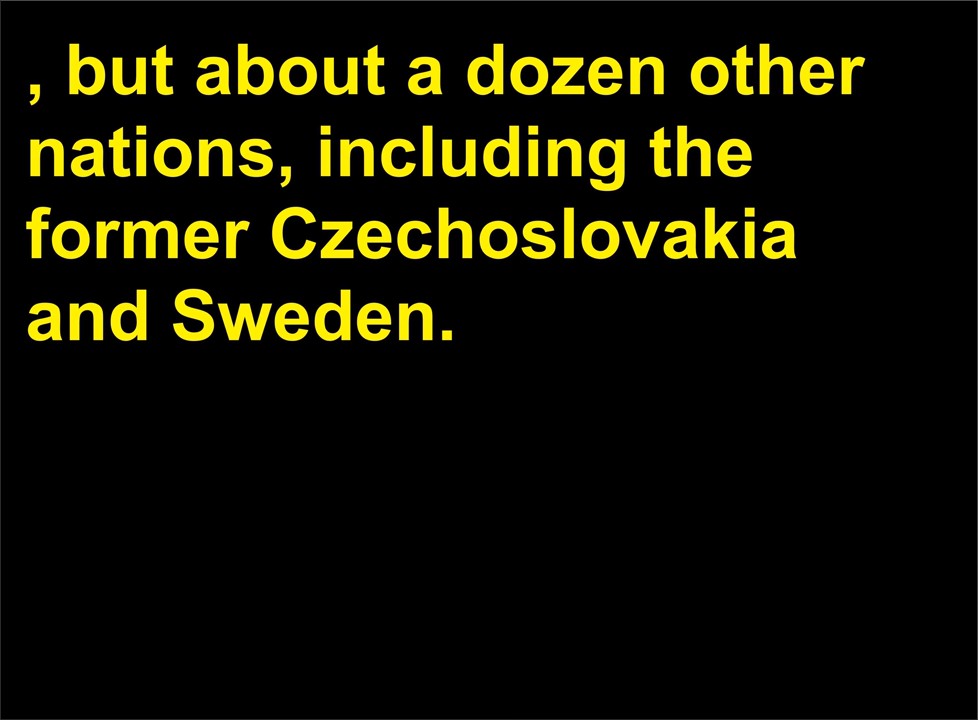 , but about a dozen other
nations, including the
former Czechoslovakia
and Sweden.